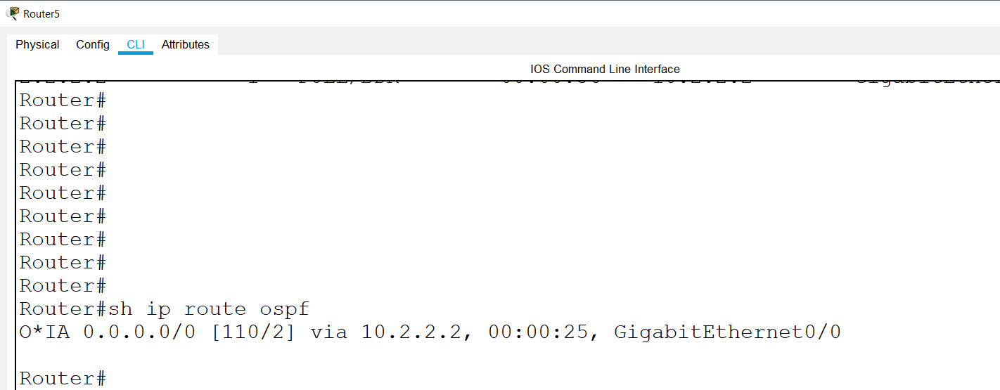 Router5
Physical Config CLI Attributes
IOS Command Line Interface
Router#
Router#
Router#
Router#
Router#
Router#
Router#
Router#
Router#
Router#sh ip route ospf
O*IA 0.0.0.0/0 [110/2] via 10.2.2.2, 00:00:25, GigabitEthernet0/0
Router#